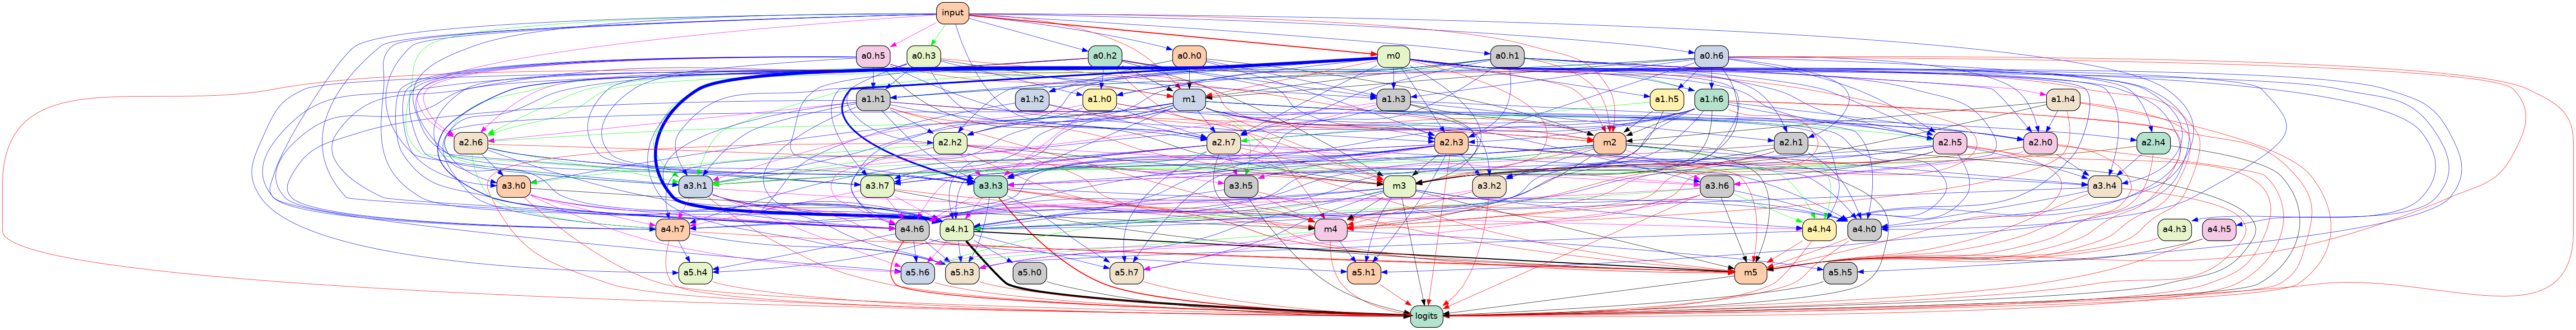 input
a0.h5 a0.h3 a0.h2 a0.h0 m0 a0.h1 a0.h6
a1.h1 a1.h2 a1.h0 m1 a1.h3 a1.h5 a1.h6 a1.h4
a2.h6 a2.h2 a2.h7 a2.h3 m2 a2.h1 a2.h5 a2.h0 a2.h4
a3.h0 a3.h1 a3.h7 a3.h3 a3.h5 m3 a3.h2 a3.h6 a3.h4
a4.h7 a4.h6 a4.h1 m4 a4.h4 a4.h0 a4.h3 a4.h5
a5.h4 a5.h6 a5.h3 a5.h0 a5.h7 a5.h1 m5 a5.h5
logits